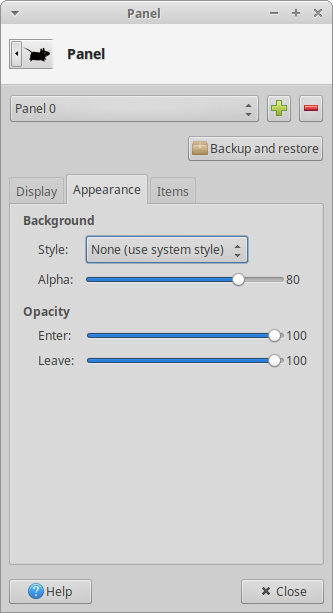 Panel
Panel
Panel 0
Backup and restore
Display
Appearance
Items
Background
Style: None (use system style)
Alpha: 80
Opacity
Enter: 100
Leave: 100
Help
Close